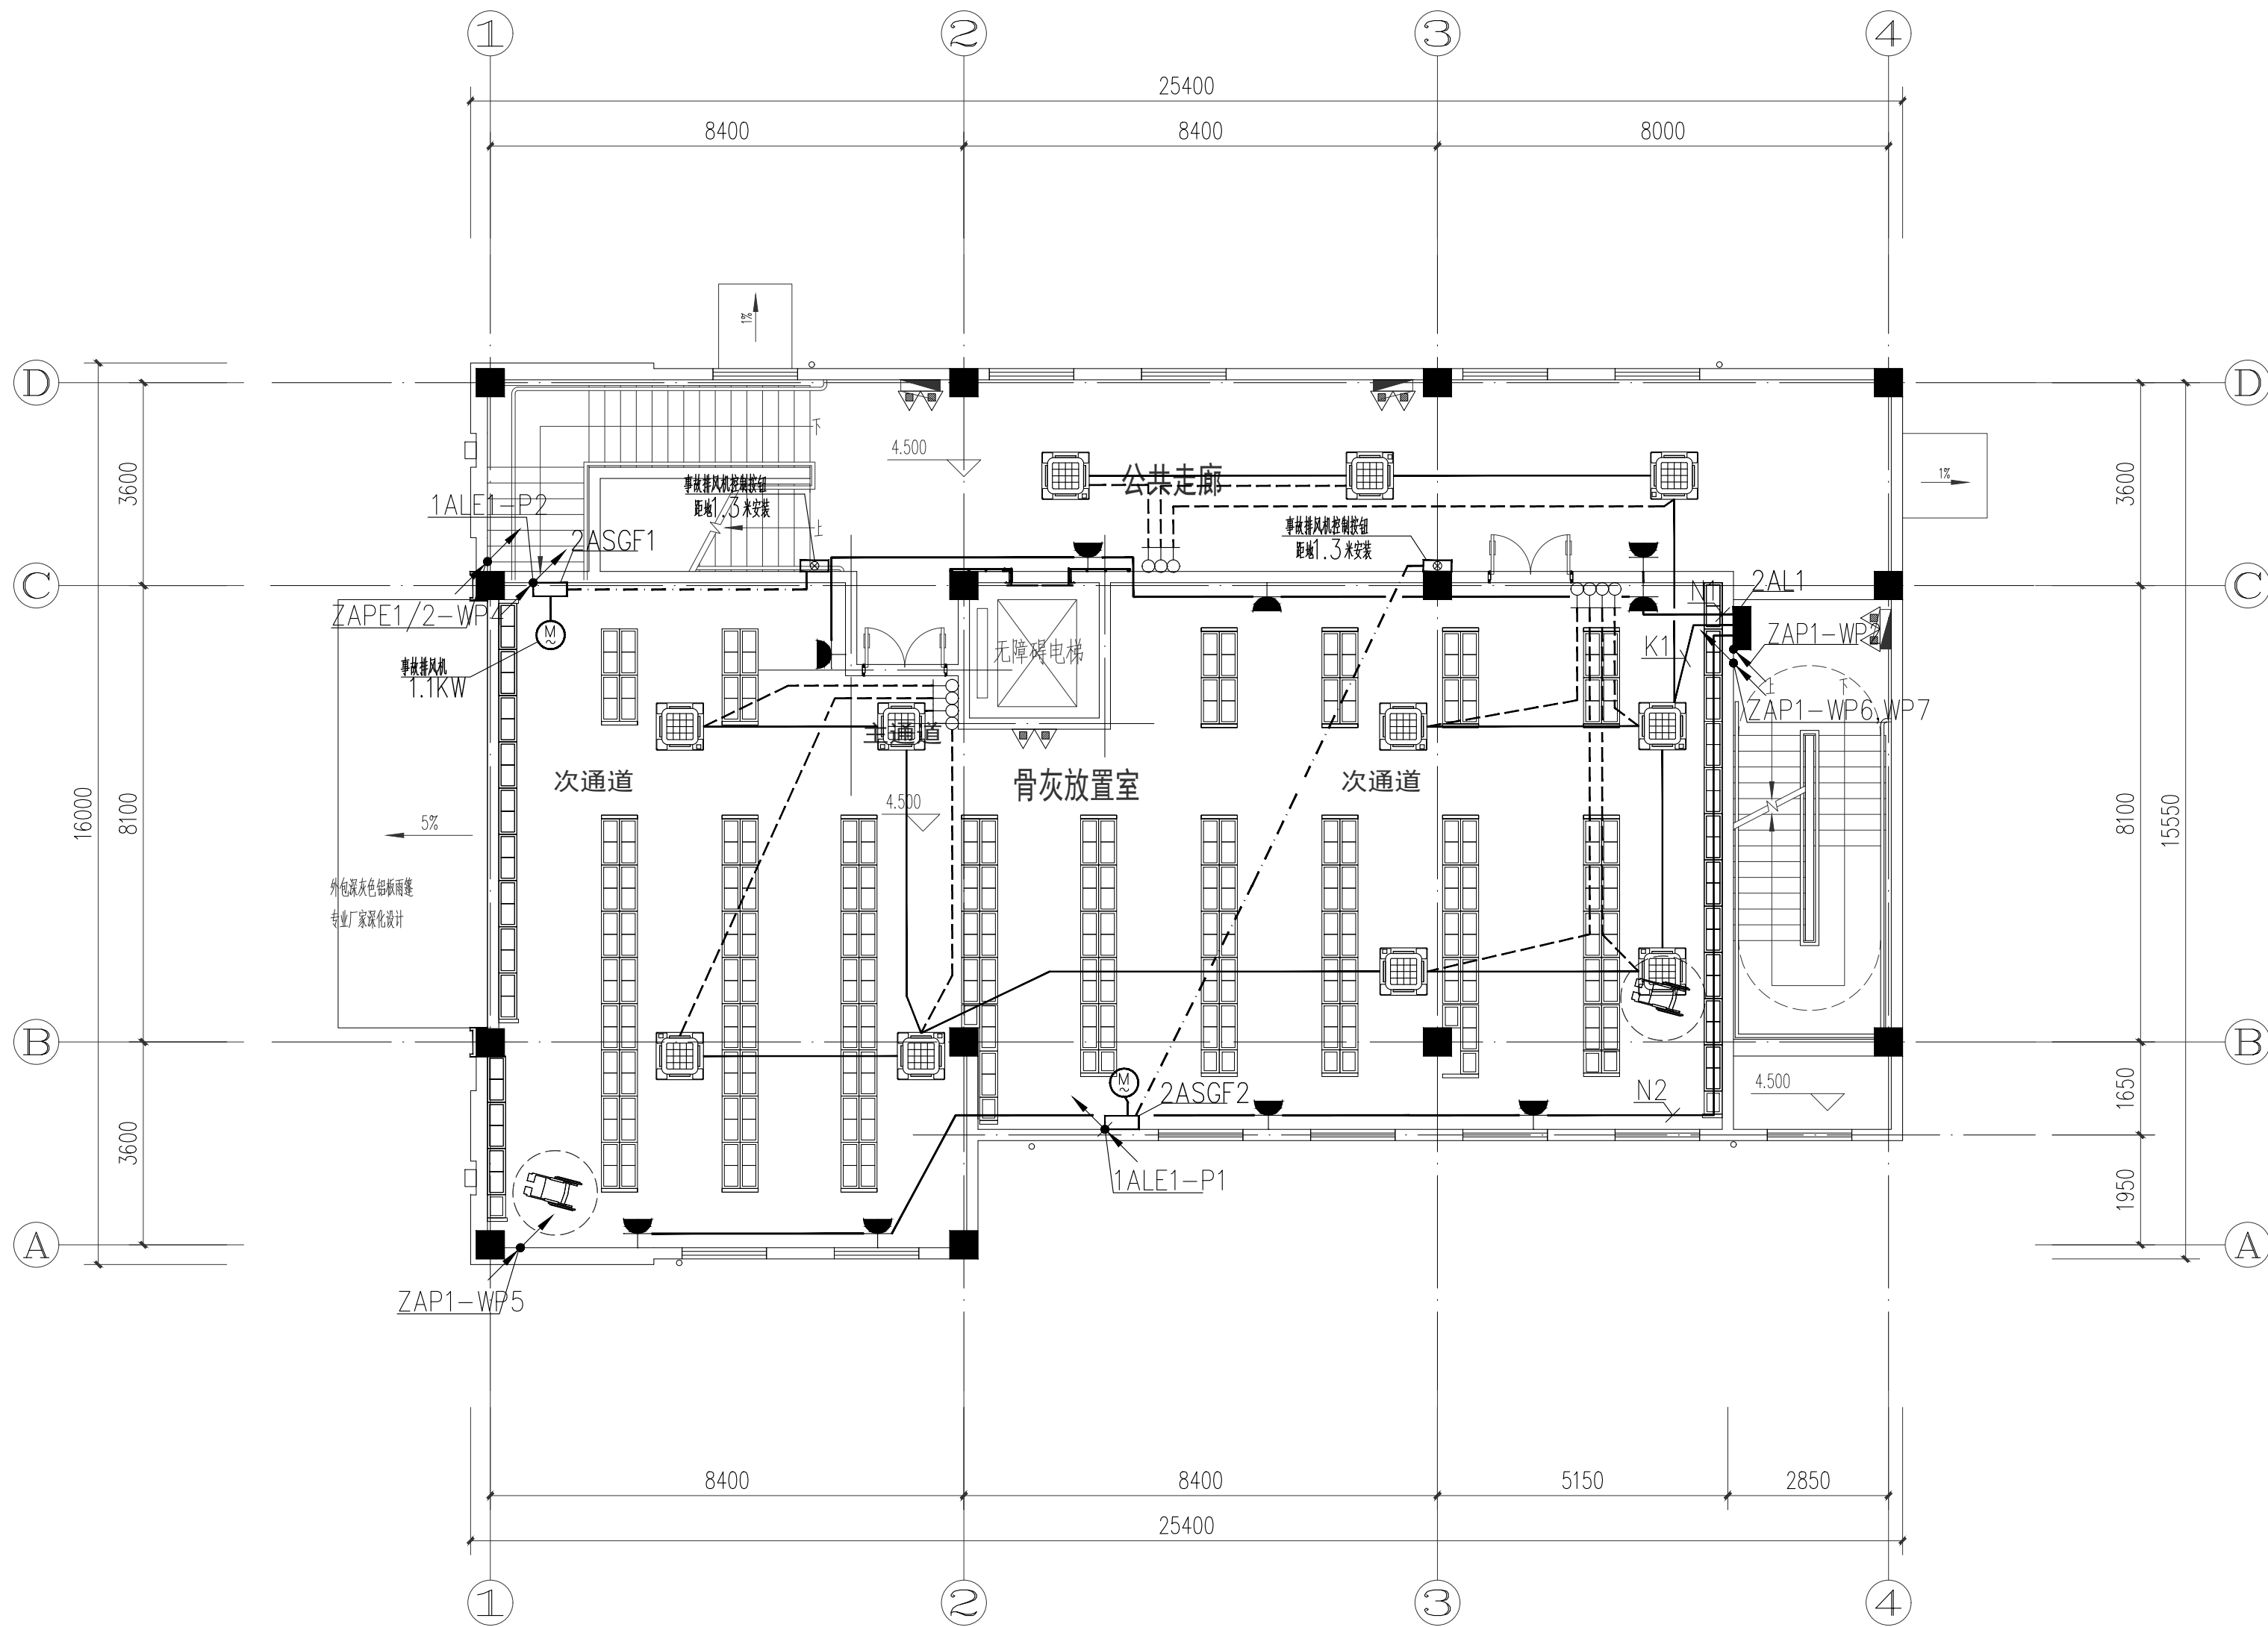 1
2
3
4
25400
8400
8400
8000
1%
D
D
下
4.500
公共走廊
3600
3600
1%
事故排风机控制按钮
距地1.3米安装
1ALE1-P2
上
事故排风机控制按钮
距地1.3米安装
2ASGF1
C
C
N1
2AL1
ZAPE1/2-WP4
M
~
ZAP1-WP2
K1
无障碍电梯
事故排风机
1.1KW
上
下
ZAP1-WP6,WP7
主通道
次通道
骨灰放置室
次通道
4.500
5%
16000
8100
8100
15550
外包深灰色铝板雨篷
专业厂家深化设计
B
B
M
~
2ASGF2
N2
4.500
1650
3600
1ALE1-P1
1950
A
A
ZAP1-WP5
8400
8400
5150
2850
25400
1
2
3
4